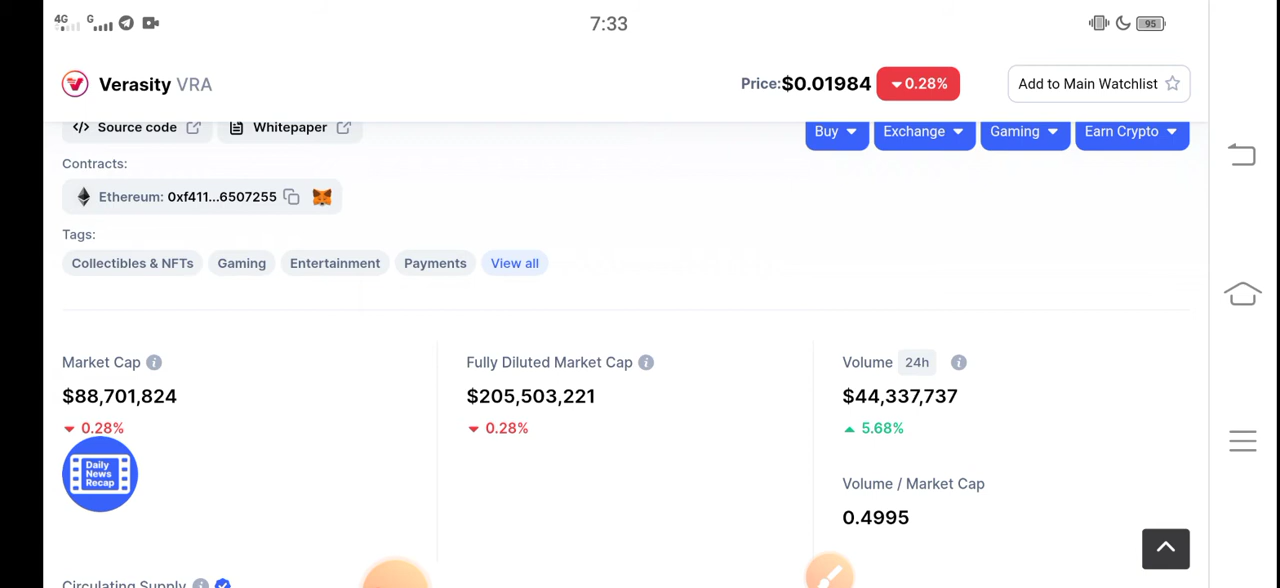 4G G 7:33 95
Verasity VRA Price:$0.01984 0.28% Add to Main Watchlist
Source code Whitepaper Buy Exchange Gaming Earn Crypto
Contracts:
Ethereum: 0xf411...6507255
Tags:
Collectibles & NFTs Gaming Entertainment Payments View all
Market Cap Fully Diluted Market Cap Volume 24h
$88,701,824 $205,503,221 $44,337,737
0.28% 0.28% 5.68%
Daily
News
Recap
Volume / Market Cap
0.4995
Circulating Supply